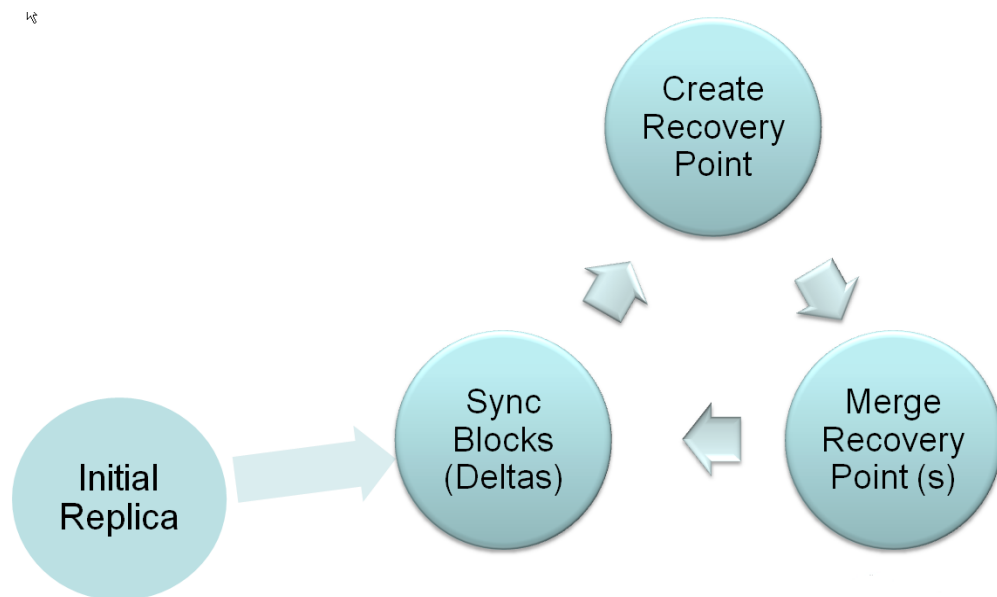 Create
Recovery
Point
Sync
Blocks
(Deltas)
Merge
Recovery
Point (s)
Initial
Replica